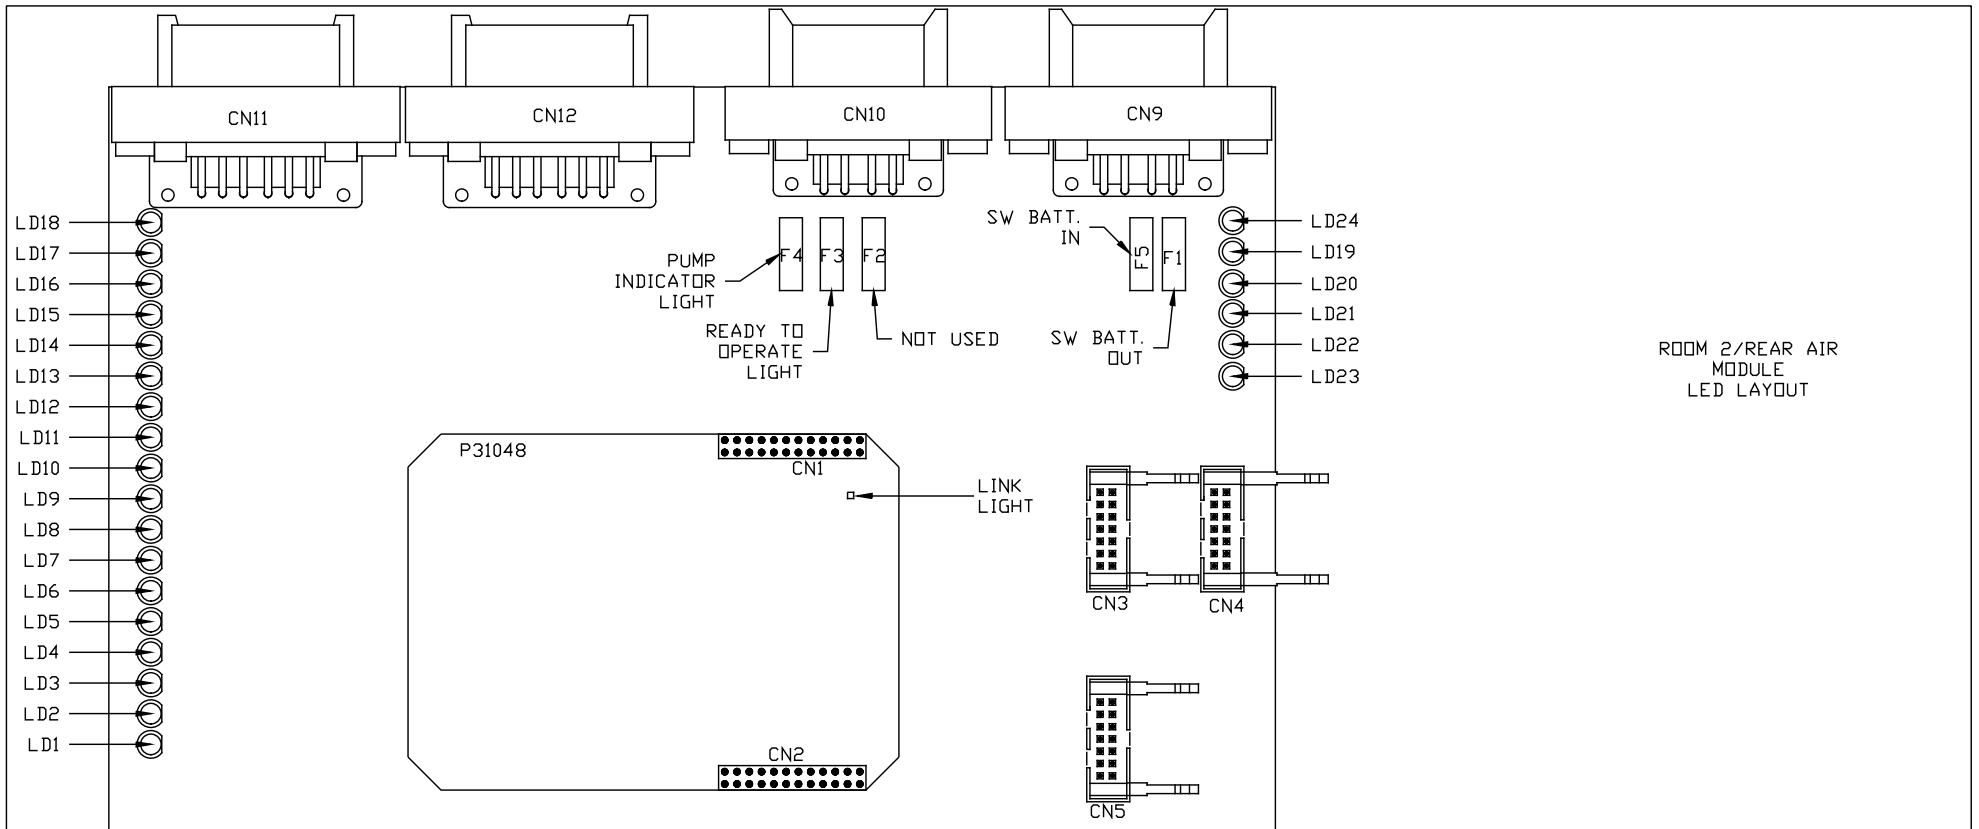 CN11
CN12
CN10
CN9
LD18
LD17
LD16
LD15
LD14
LD13
LD12
LD11
LD10
LD9
LD8
LD7
LD6
LD5
LD4
LD3
LD2
LD1
PUMP
INDICATOR
LIGHT
F4
F3
F2
READY TO
OPERATE
LIGHT
NOT USED
SW BATT.
IN
F5
F1
SW BATT.
OUT
LD24
LD19
LD20
LD21
LD22
LD23
ROOM 2/REAR AIR
MODULE
LED LAYOUT
P31048
CN1
LINK
LIGHT
CN2
CN3
CN4
CN5